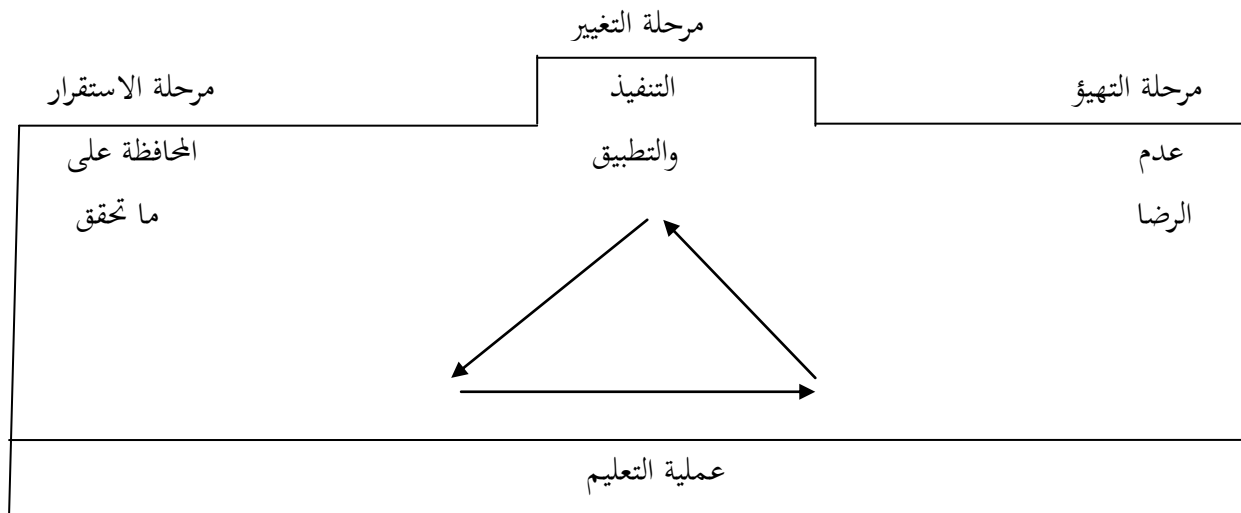 مرحلة التغيير
مرحلة التهيؤ
التنفيذ
مرحلة الاستقرار
عدم
والتطبيق
المحافظة على
الرضا
ما تحقق
عملية التعليم